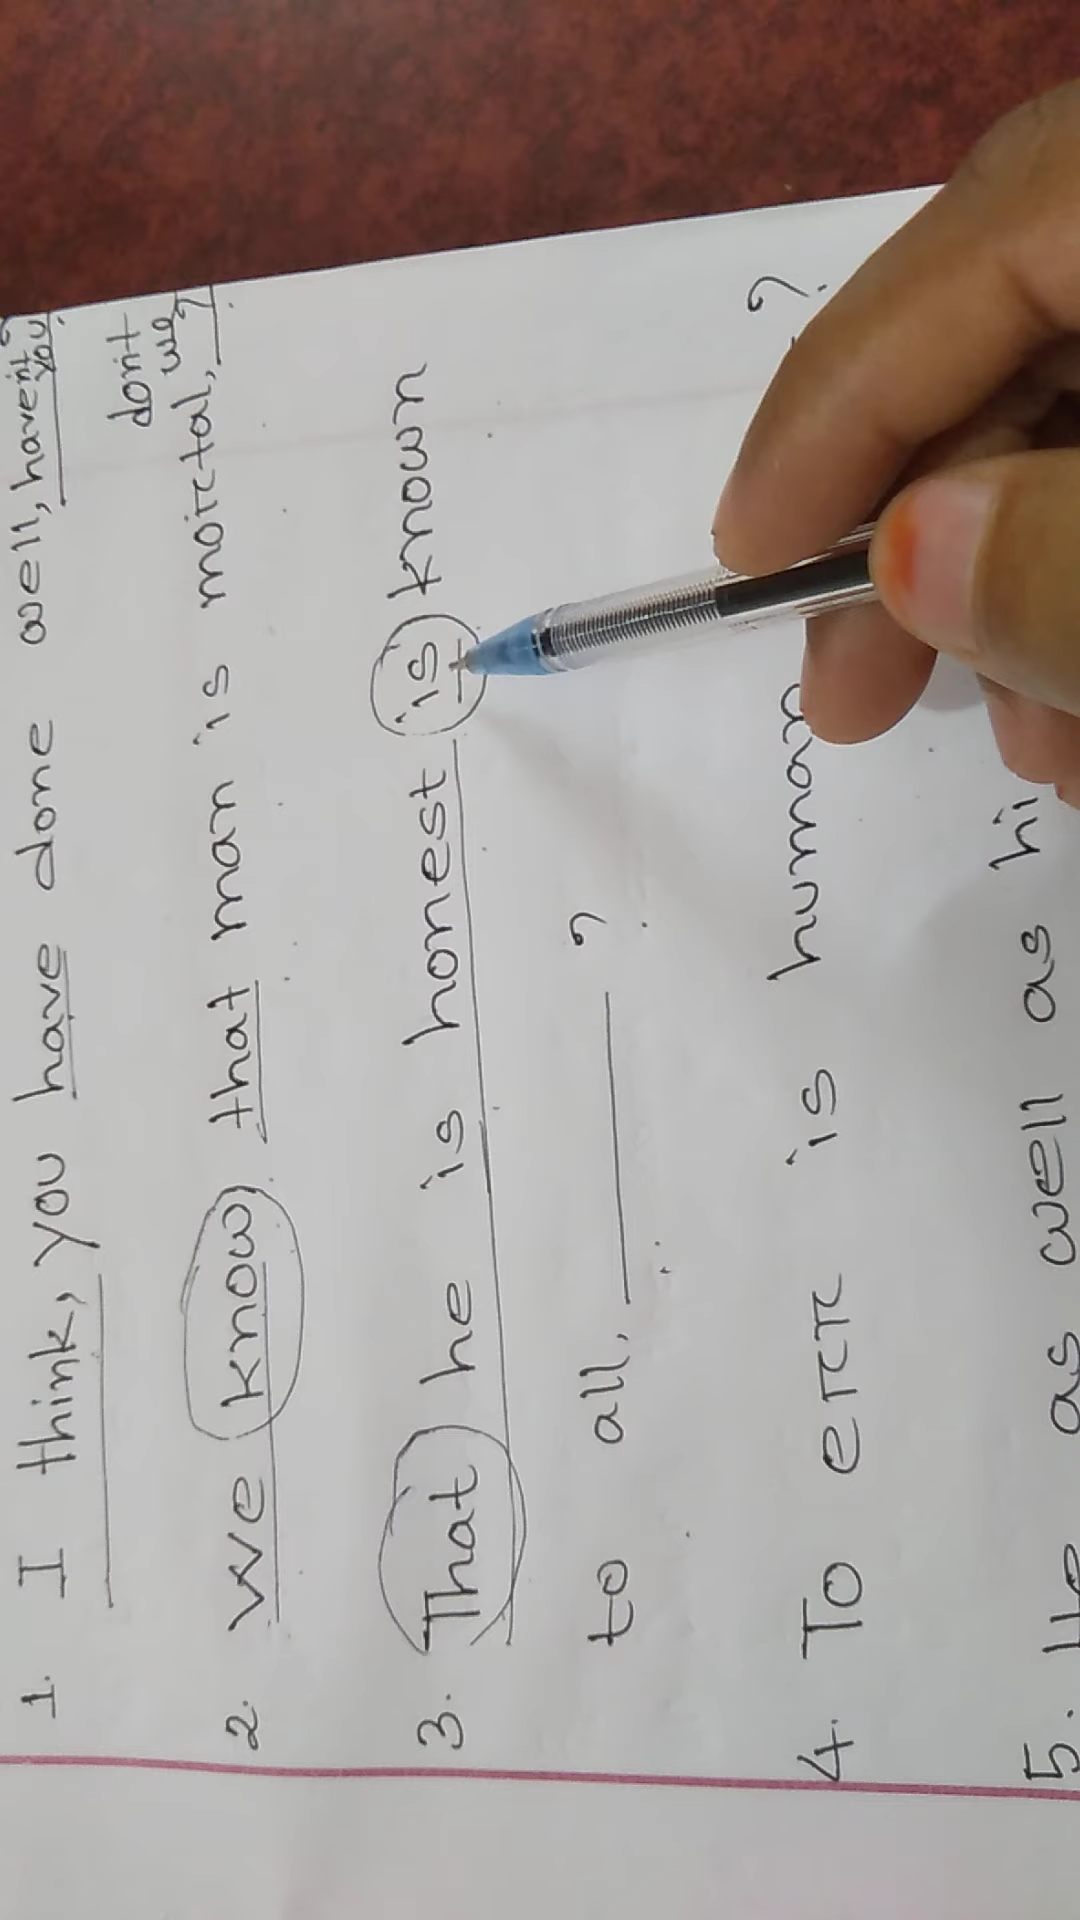 1. I think, you have done well, haven't you?
2. We know that man is mortal, don't we?
3. That he is honest is known
to all, ______ ?
4. To err is human ?
5. He as well as hi